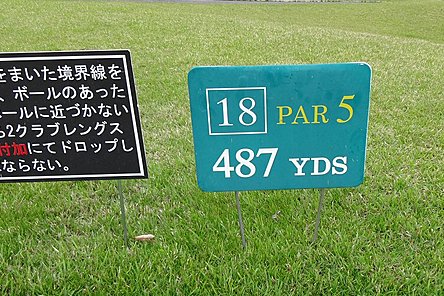 をまいた境界線を
、ボールのあった
ールに近づかない
ら2クラブレングス
付加にてドロップし
ならない。
18 PAR 5
487 YDS